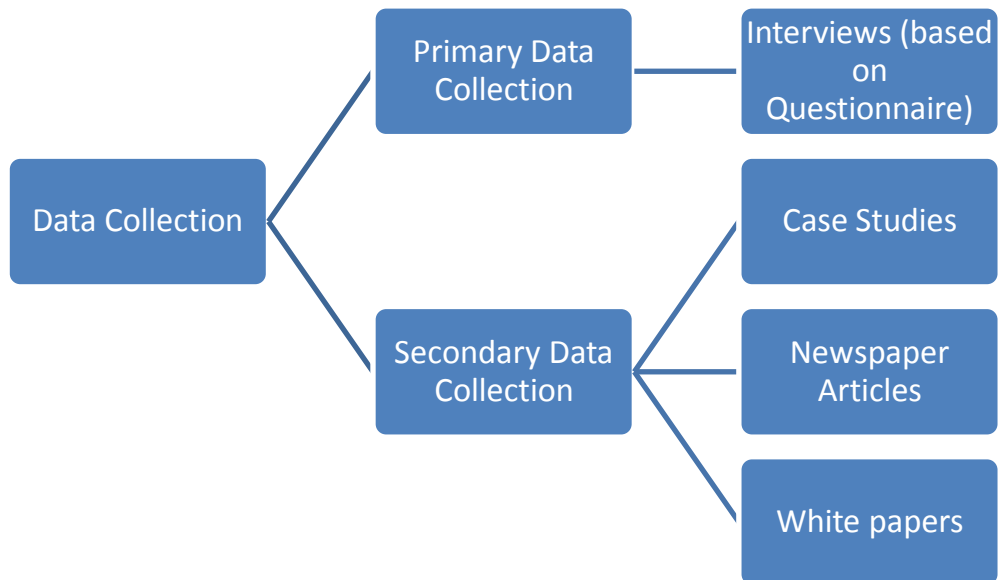 Data Collection
Primary Data
Collection
Interviews (based
on
Questionnaire)
Secondary Data
Collection
Case Studies
Newspaper
Articles
White papers